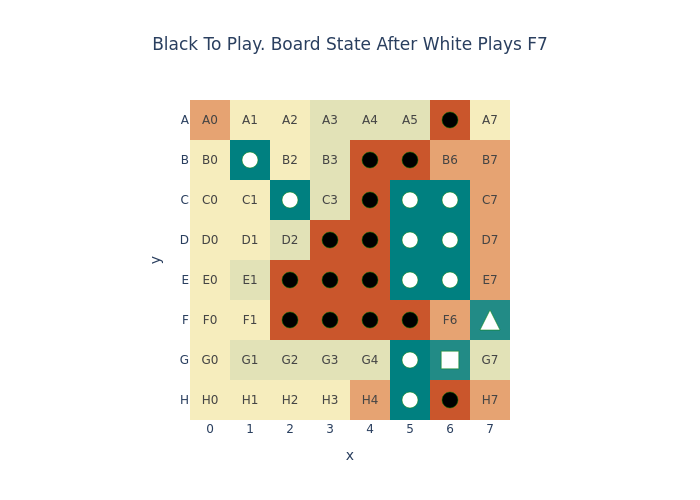 Black To Play. Board State After White Plays F7
A A0 A1 A2 A3 A4 A5 A7
B B0 B2 B3 B6 B7
C C0 C1 C3 C7
D D0 D1 D2 D7
E E0 E1 E7
F F0 F1 F6
G G0 G1 G2 G3 G4 G7
H H0 H1 H2 H3 H4 H7
0 1 2 3 4 5 6 7
x
y